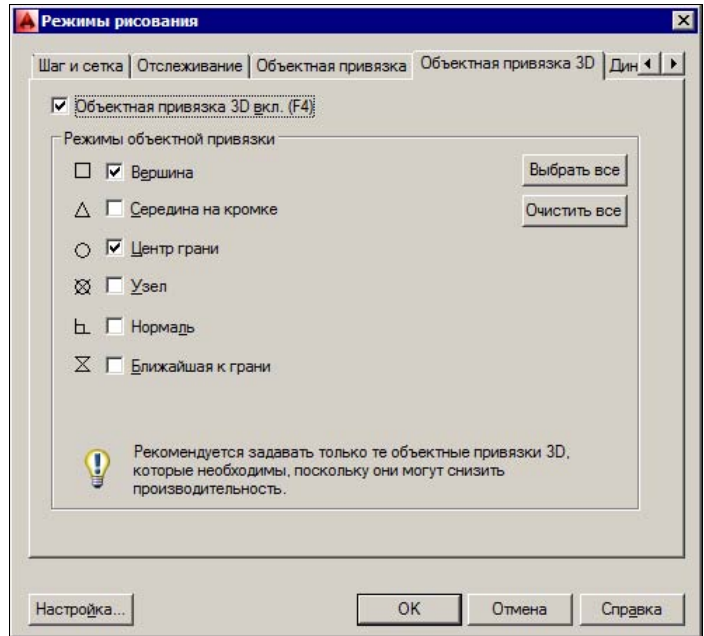 Режимы рисования
Шаг и сетка Отслеживание Объектная привязка Объектная привязка 3D Дин
Объектная привязка 3D вкл. (F4)
Режимы объектной привязки
Вершина Выбрать все
Середина на кромке Очистить все
Центр грани
Узел
Нормаль
Ближайшая к грани
Рекомендуется задавать только те объектные привязки 3D,
которые необходимы, поскольку они могут снизить
производительность.
Настройка... OK Отмена Справка